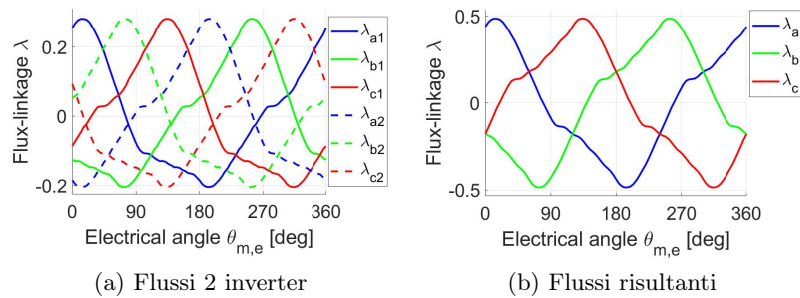 Flux-linkage λ
0.2
0
-0.2
0 90 180 270 360
Electrical angle θm,e [deg]
λa1
λb1
λc1
λa2
λb2
λc2
(a) Flussi 2 inverter
Flux-linkage λ
0.5
0
-0.5
0 90 180 270 360
Electrical angle θm,e [deg]
λa
λb
λc
(b) Flussi risultanti